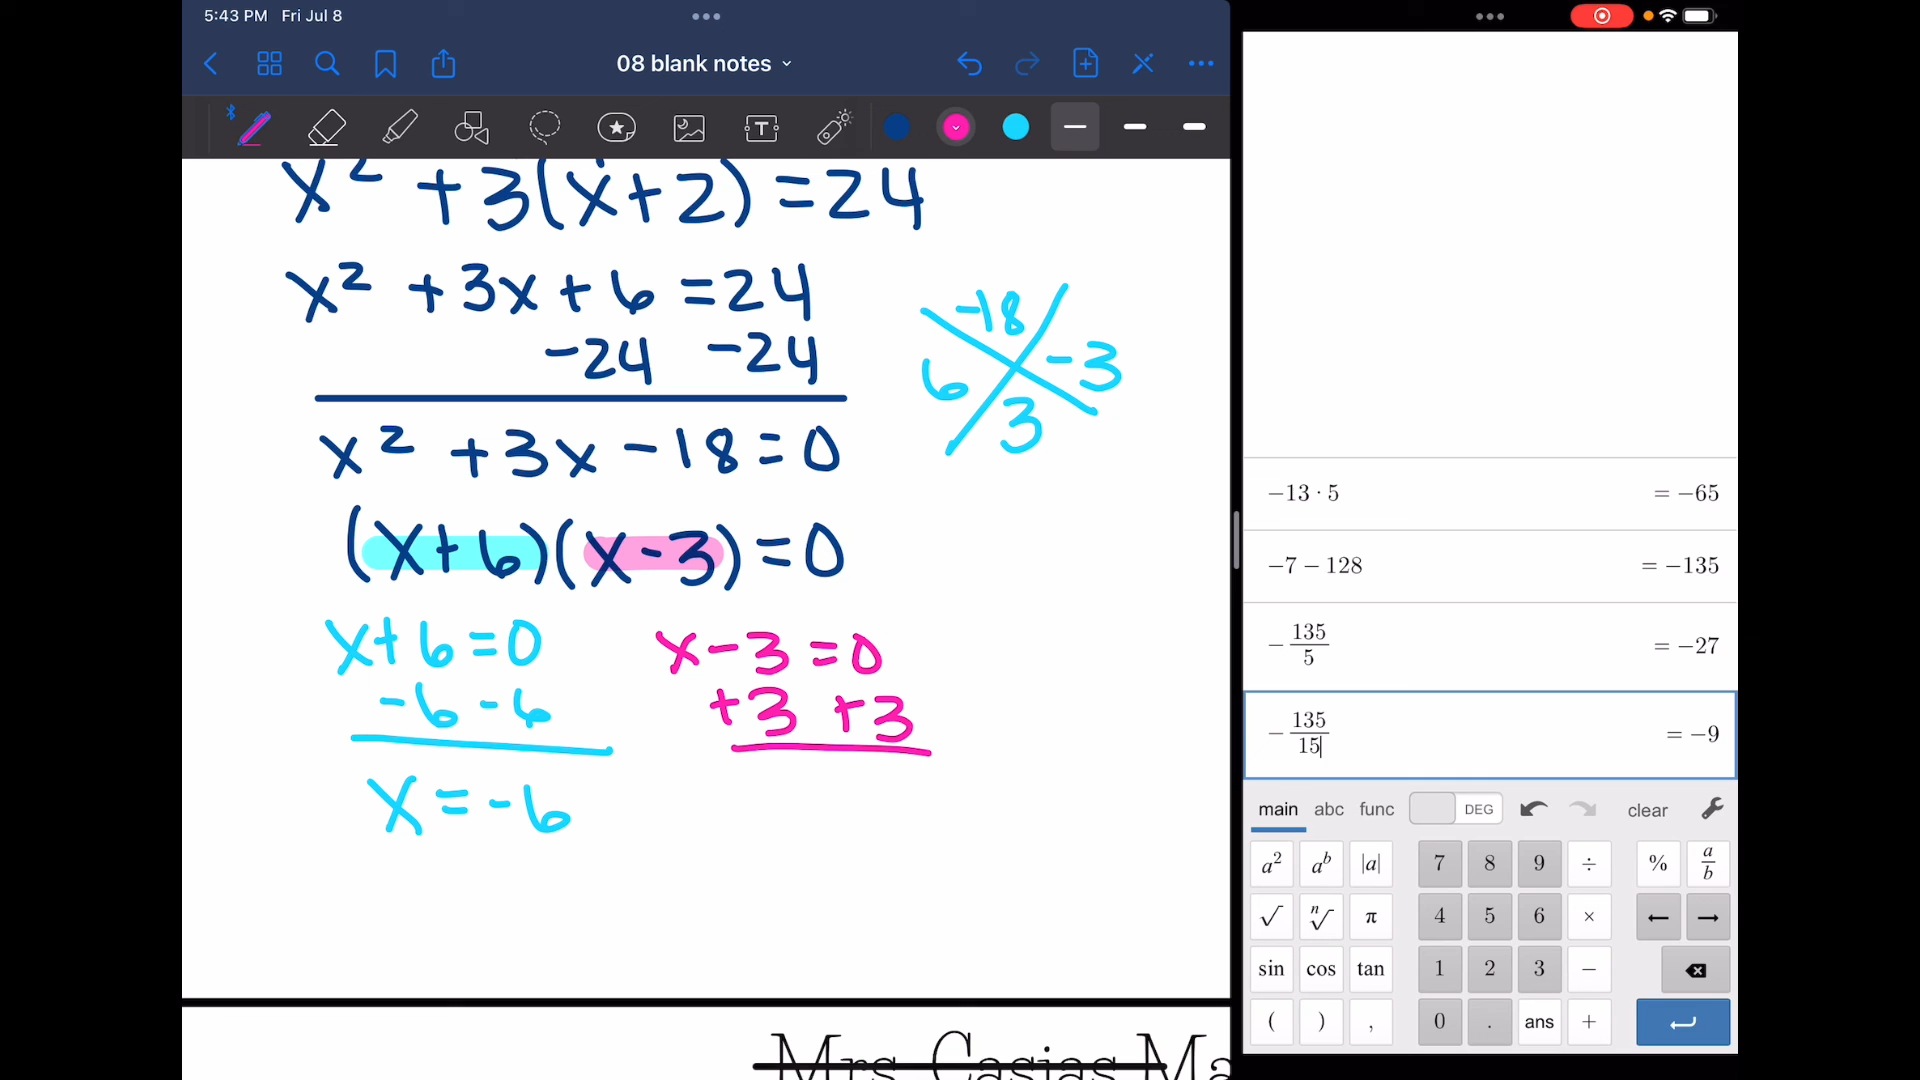 5:43 PM Fri Jul 8
08 blank notes
T
x² + 3(x+2) = 24
x² + 3x + 6 = 24
-24 -24
x² + 3x - 18 = 0
(x+6)(x-3) = 0
x+6=0
-6 -6
x = -6
x-3=0
+3 +3
-18
6 -3
3
-13 · 5 = -65
-7 - 128 = -135
- 135/5 = -27
- 135/15 = -9
main abc func DEG clear
a² aᵇ |a| 7 8 9 ÷ % a/b
√ ⁿ√ π 4 5 6 × ← →
sin cos tan 1 2 3 −
( ) , 0 . ans +
Mrs Casias Ma